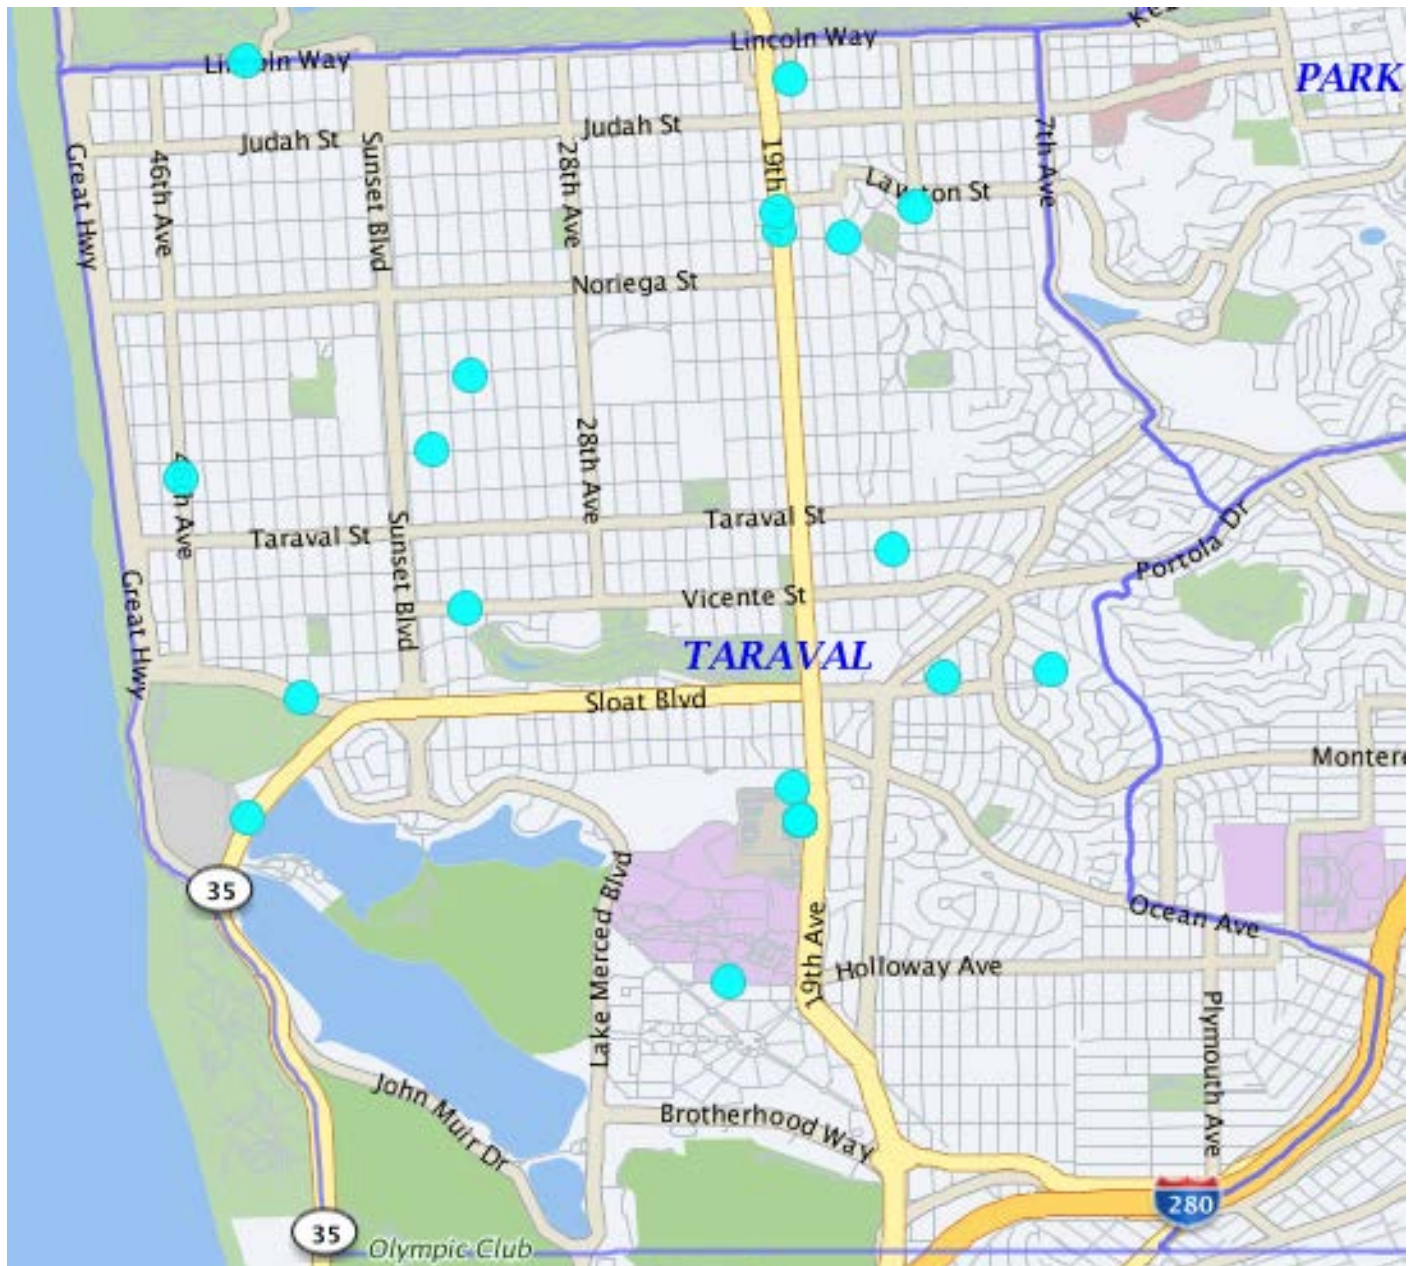 Lincoln Way
Lincoln Way
PARK
Judah St
Judah St
Great Hwy
46th Ave
Sunset Blvd
28th Ave
19th
7th Ave
Noriega St
28th Ave
Taraval St
Taraval St
Ave
Sunset Blvd
Portola Dr
Great Hwy
Vicente St
TARAVAL
Sloat Blvd
Montere
35
Lake Merced Blvd
19th Ave
Ocean Ave
Holloway Ave
Plymouth Ave
John Muir Dr
Brotherhood Way
280
35
Olympic Club